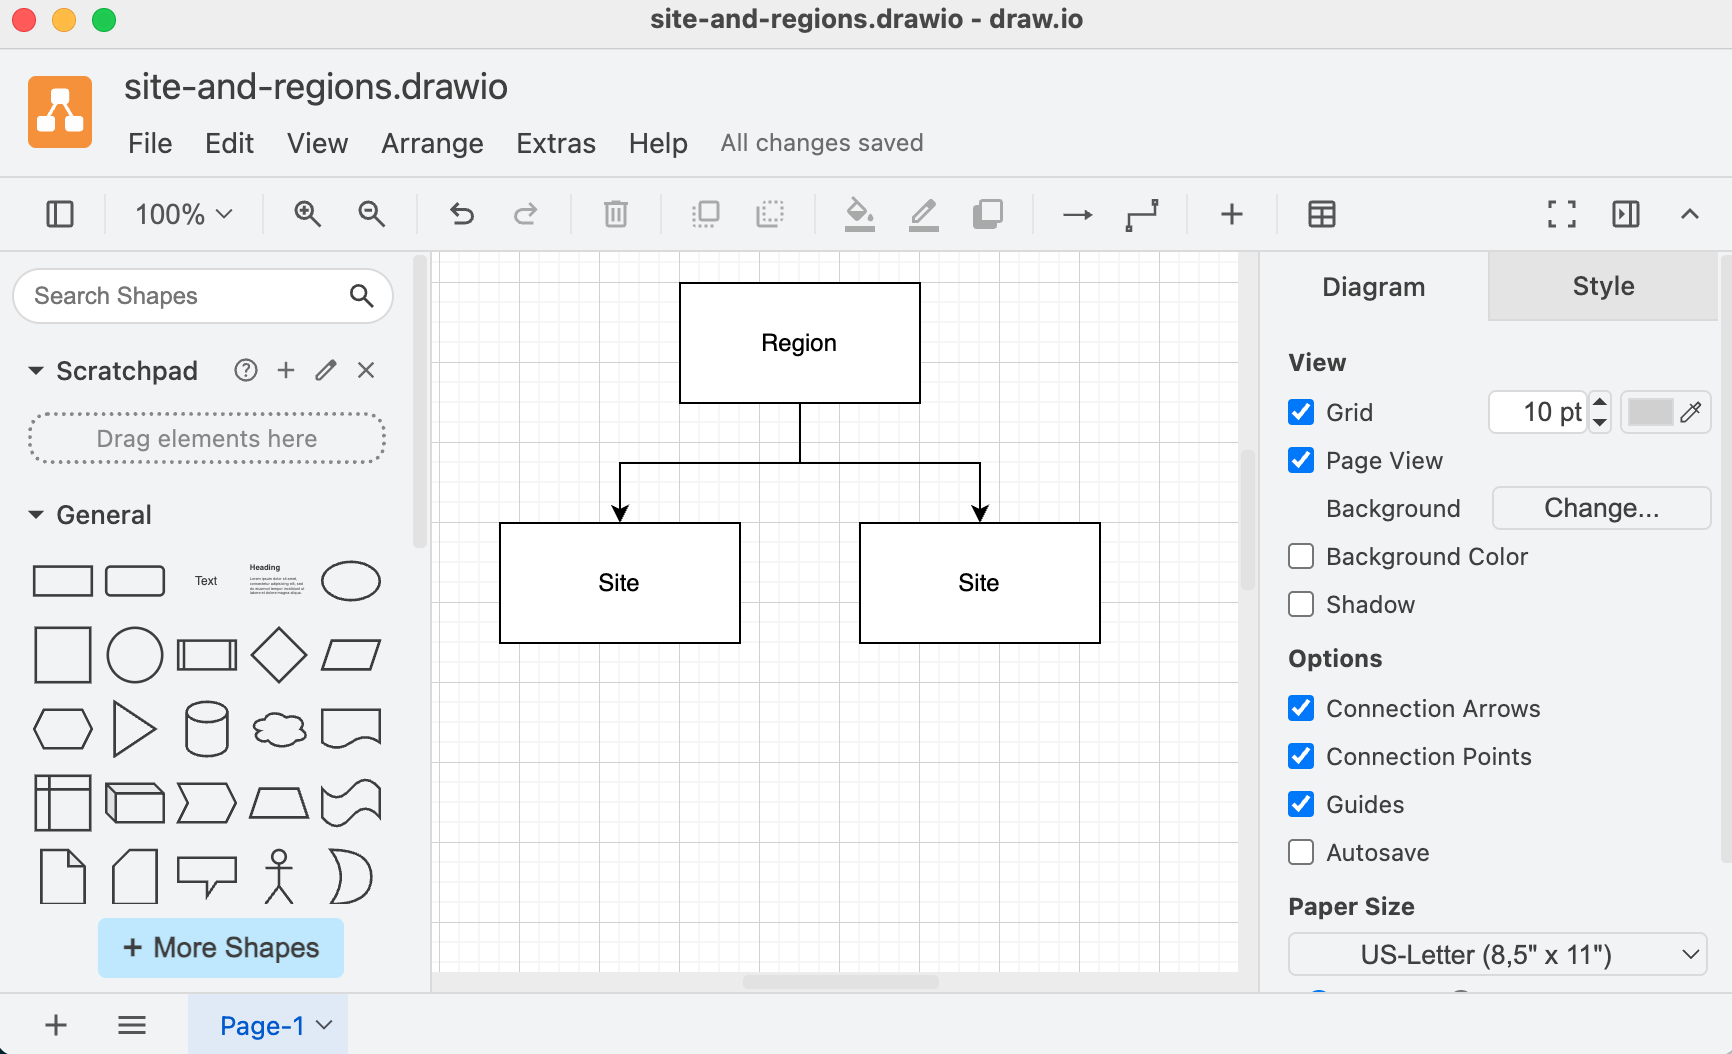 site-and-regions.drawio - draw.io
site-and-regions.drawio
File Edit View Arrange Extras Help All changes saved
100%
Search Shapes
Scratchpad
Drag elements here
General
Text
Heading
+ More Shapes
Region
Site
Site
Diagram
Style
View
Grid
10 pt
Page View
Background
Change...
Background Color
Shadow
Options
Connection Arrows
Connection Points
Guides
Autosave
Paper Size
US-Letter (8,5" x 11")
Page-1